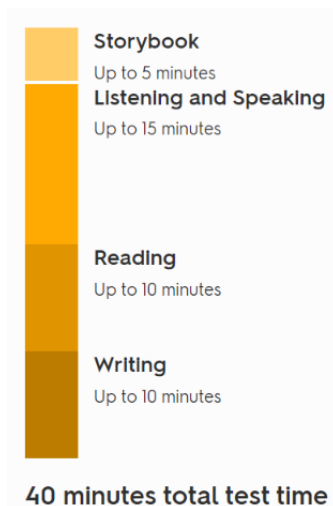 Storybook
Up to 5 minutes
Listening and Speaking
Up to 15 minutes
Reading
Up to 10 minutes
Writing
Up to 10 minutes
40 minutes total test time